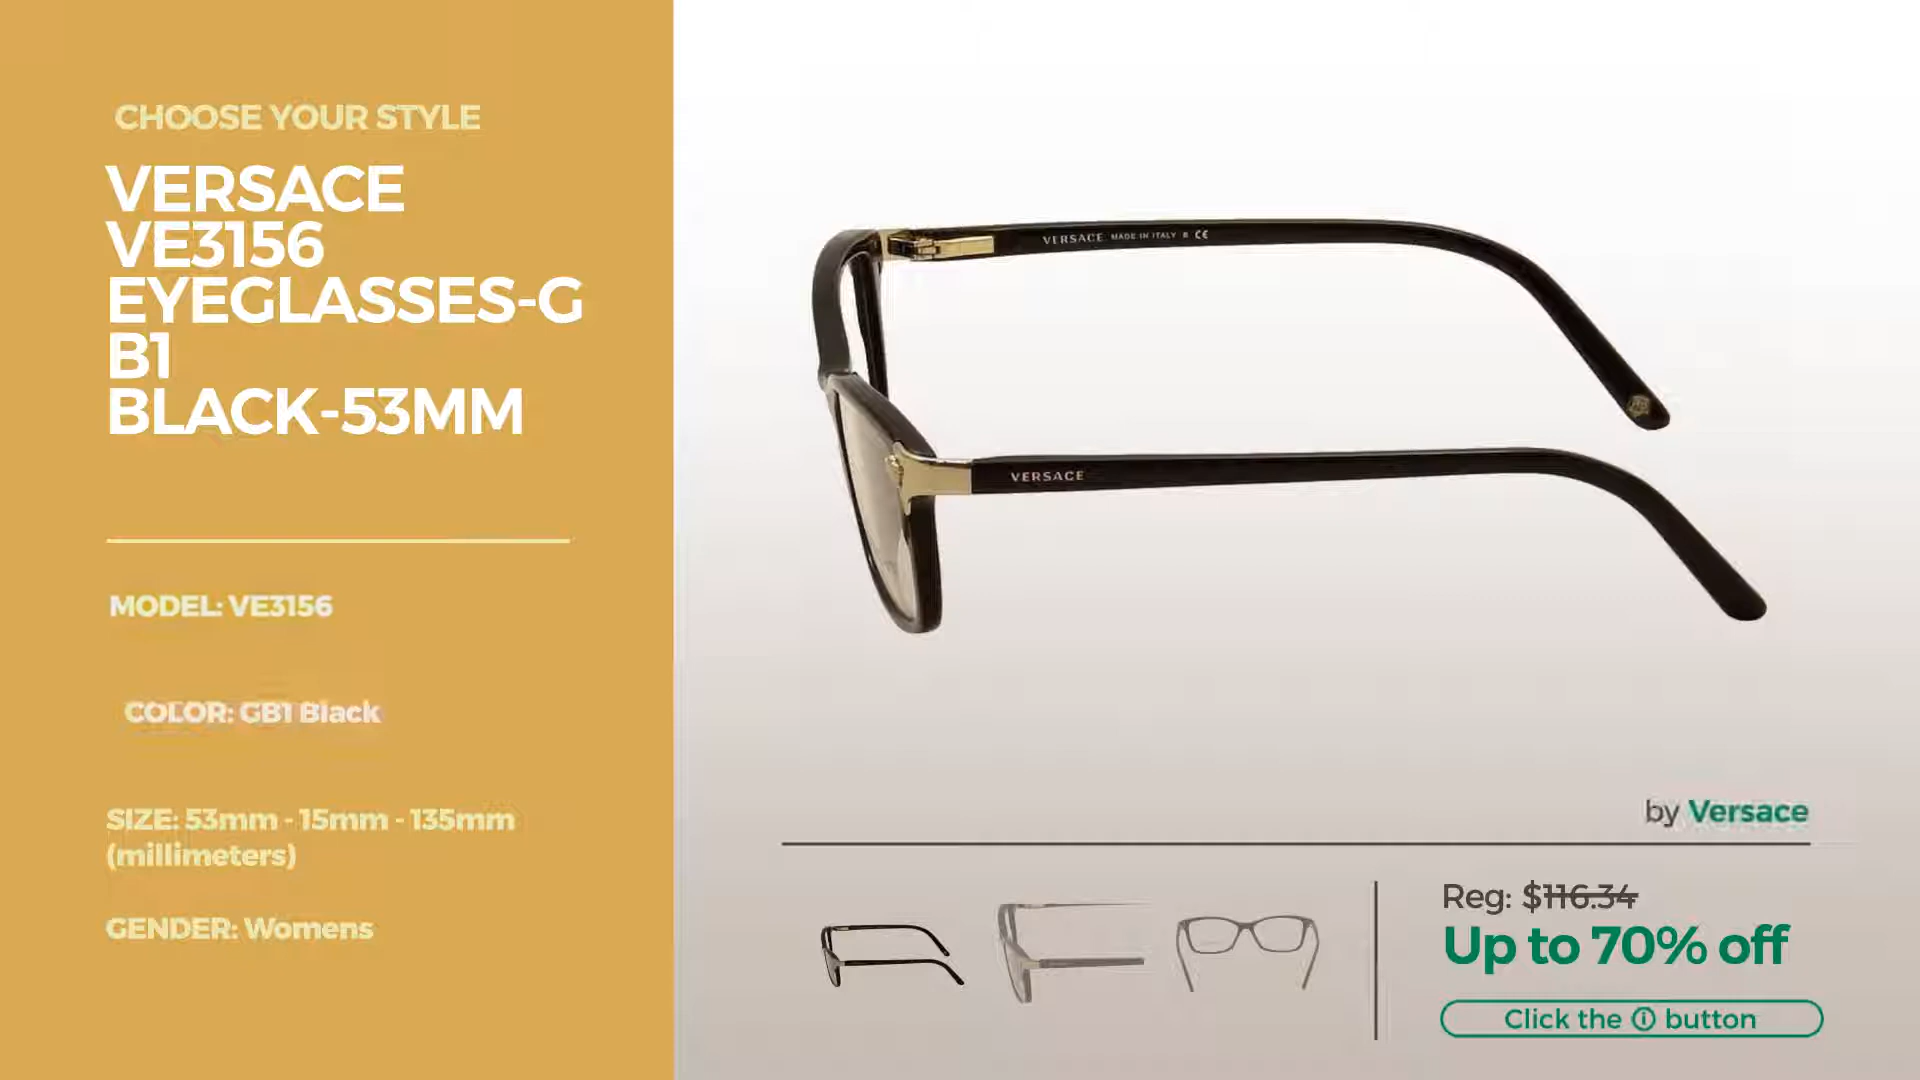 CHOOSE YOUR STYLE
VERSACE
VE3156
EYEGLASSES-G
B1
BLACK-53MM
MODEL: VE3156
COLOR: GB1 Black
SIZE: 53mm - 15mm - 135mm
(millimeters)
GENDER: Womens
VERSACE MADE IN ITALY R CE
VERSACE
by Versace
Reg: $116.34
Up to 70% off
Click the ⓘ button